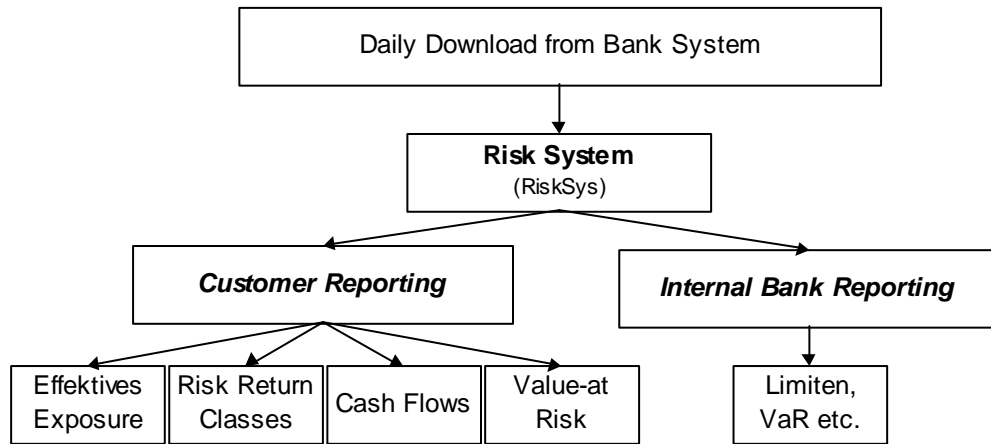 Daily Download from Bank System
Risk System
(RiskSys)
Customer Reporting
Internal Bank Reporting
Effektives
Exposure
Risk Return
Classes
Cash Flows
Value-at
Risk
Limiten,
VaR etc.